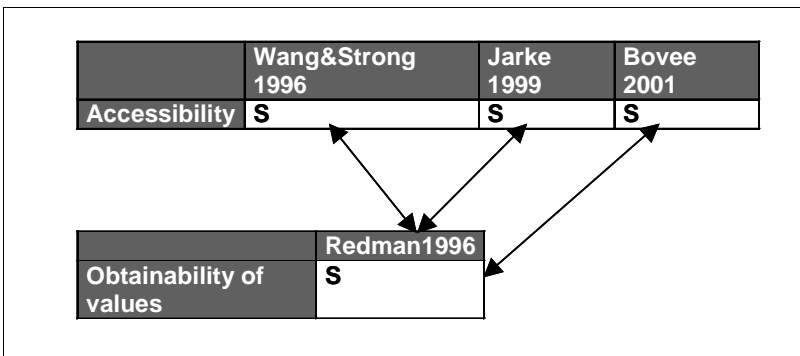 Wang&Strong 1996 Jarke 1999 Bovee 2001
Accessibility S S S
Redman1996
Obtainability of values S